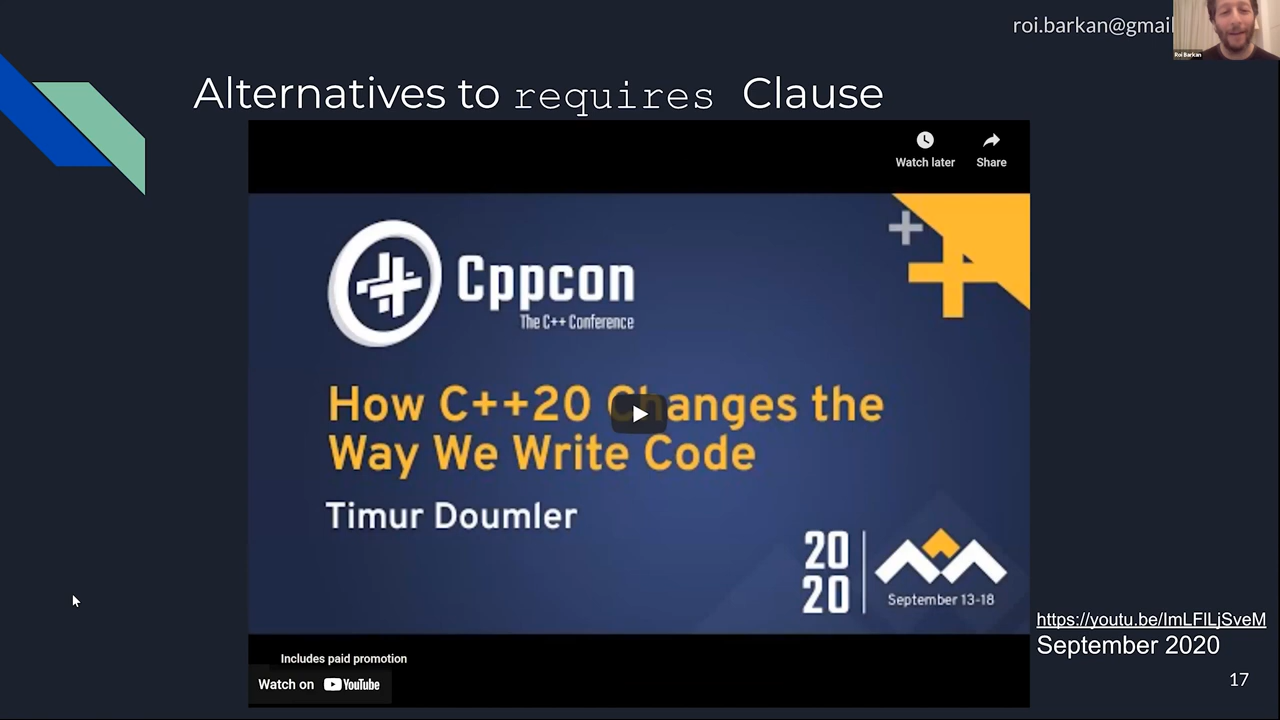 roi.barkan@gmail
Roi Barkan
Alternatives to requires Clause
Watch later
Share
Cppcon
The C++ Conference
How C++20 Changes the
Way We Write Code
Timur Doumler
20
20
September 13-18
https://youtu.be/ImLFlLjSveM
September 2020
Includes paid promotion
Watch on YouTube
17